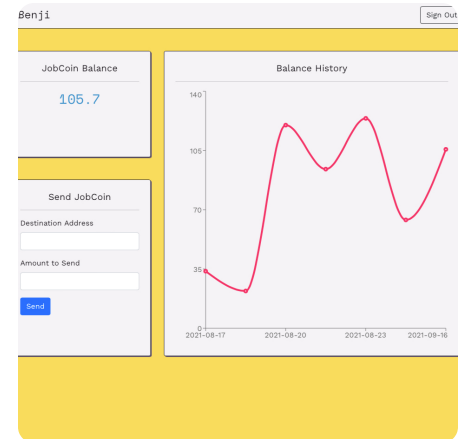 Benji
Sign Out
JobCoin Balance
105.7
Send JobCoin
Destination Address
Amount to Send
Send
Balance History
140
105
70
35
0
2021-08-17 2021-08-20 2021-08-23 2021-09-16